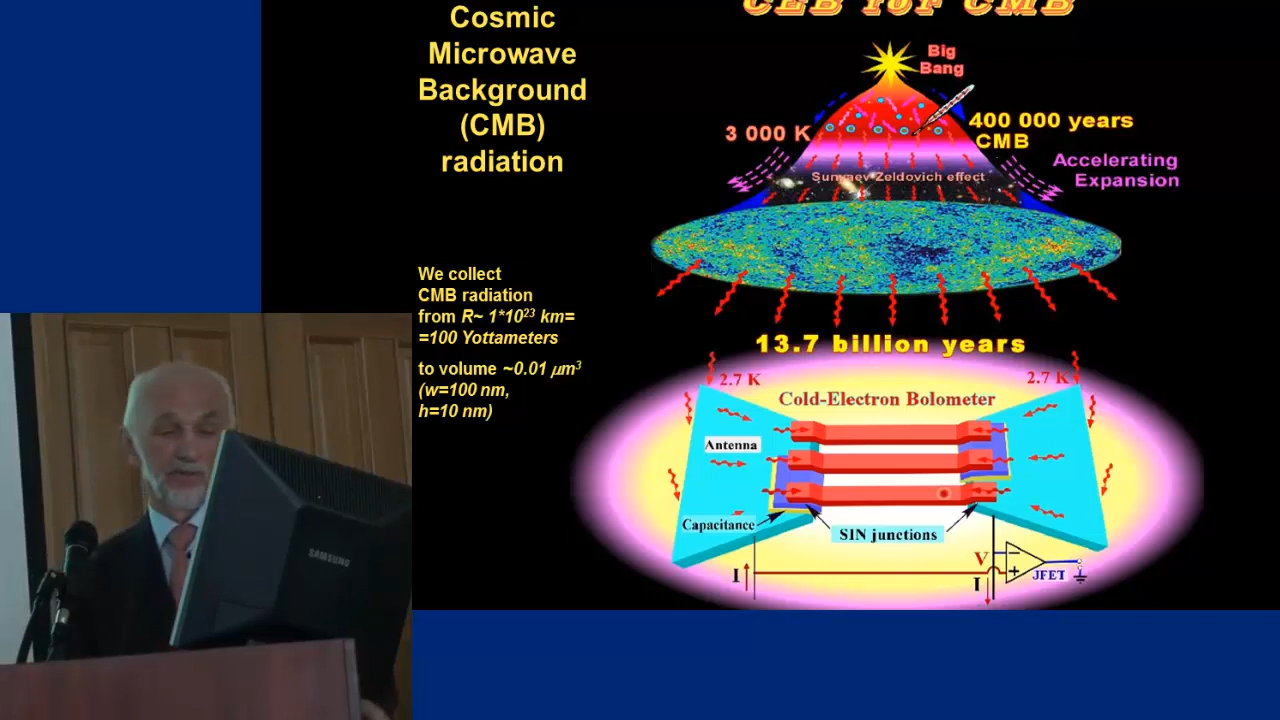 CEB for CMB
Cosmic
Microwave
Background
(CMB)
radiation
Big
Bang
3 000 K
400 000 years
CMB
Accelerating
Expansion
Sunyaev Zeldovich effect
We collect
CMB radiation
from R~ 1*10²³ km=
=100 Yottameters
to volume ~0.01 µm³
(w=100 nm,
h=10 nm)
13.7 billion years
2.7 K
2.7 K
Cold-Electron Bolometer
Antenna
Capacitance
SIN junctions
I
V
I
JFET
−
+
SAMSUNG